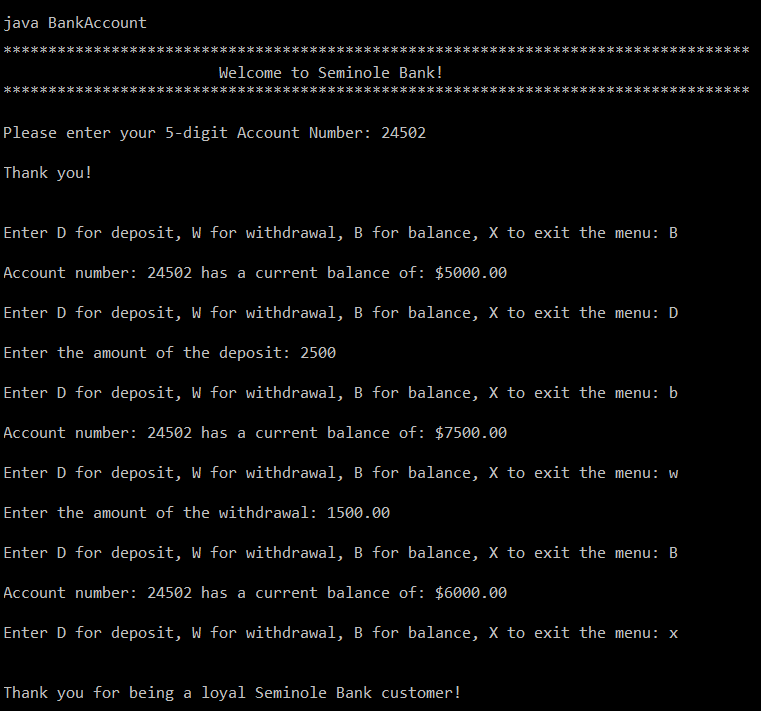 java BankAccount
***********************************************************************************
Welcome to Seminole Bank!
***********************************************************************************
Please enter your 5-digit Account Number: 24502
Thank you!
Enter D for deposit, W for withdrawal, B for balance, X to exit the menu: B
Account number: 24502 has a current balance of: $5000.00
Enter D for deposit, W for withdrawal, B for balance, X to exit the menu: D
Enter the amount of the deposit: 2500
Enter D for deposit, W for withdrawal, B for balance, X to exit the menu: b
Account number: 24502 has a current balance of: $7500.00
Enter D for deposit, W for withdrawal, B for balance, X to exit the menu: w
Enter the amount of the withdrawal: 1500.00
Enter D for deposit, W for withdrawal, B for balance, X to exit the menu: B
Account number: 24502 has a current balance of: $6000.00
Enter D for deposit, W for withdrawal, B for balance, X to exit the menu: x
Thank you for being a loyal Seminole Bank customer!